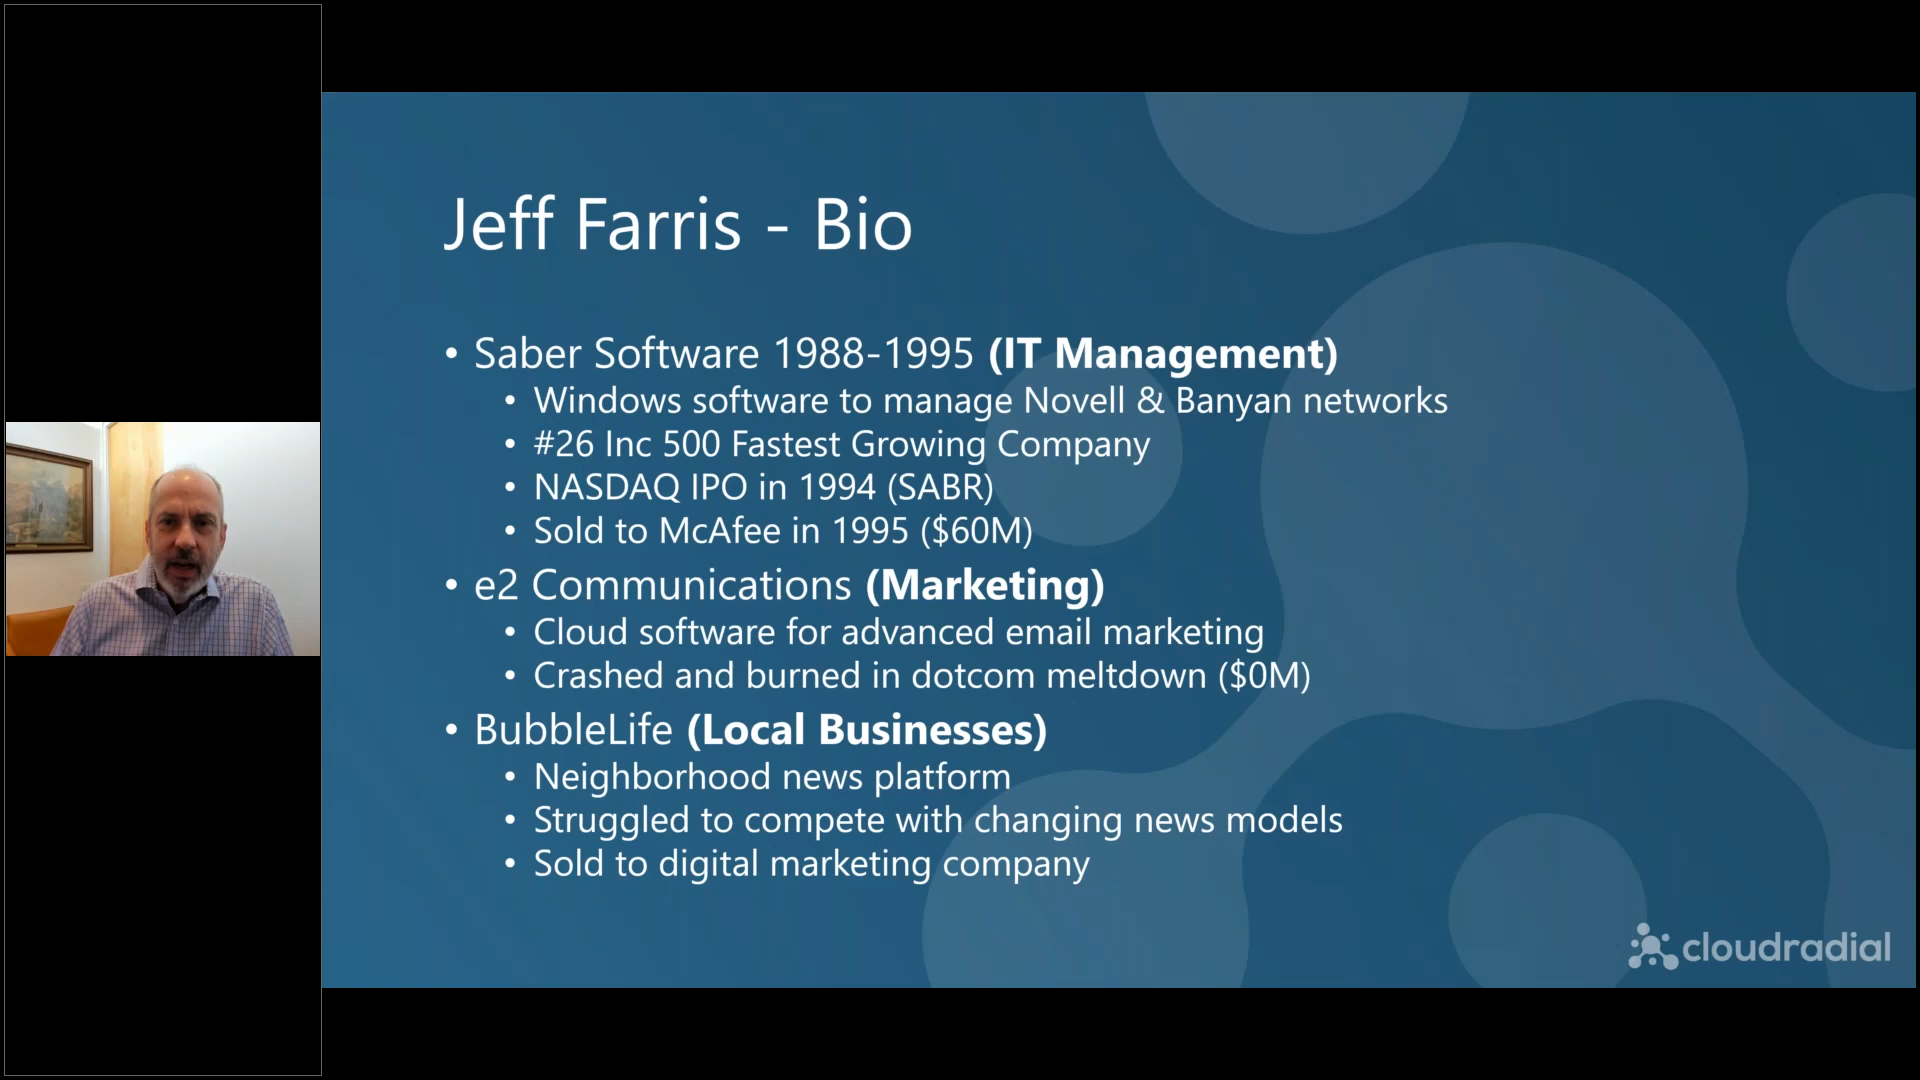 Jeff Farris - Bio
• Saber Software 1988-1995 (IT Management)
• Windows software to manage Novell & Banyan networks
• #26 Inc 500 Fastest Growing Company
• NASDAQ IPO in 1994 (SABR)
• Sold to McAfee in 1995 ($60M)
• e2 Communications (Marketing)
• Cloud software for advanced email marketing
• Crashed and burned in dotcom meltdown ($0M)
• BubbleLife (Local Businesses)
• Neighborhood news platform
• Struggled to compete with changing news models
• Sold to digital marketing company
cloudradial